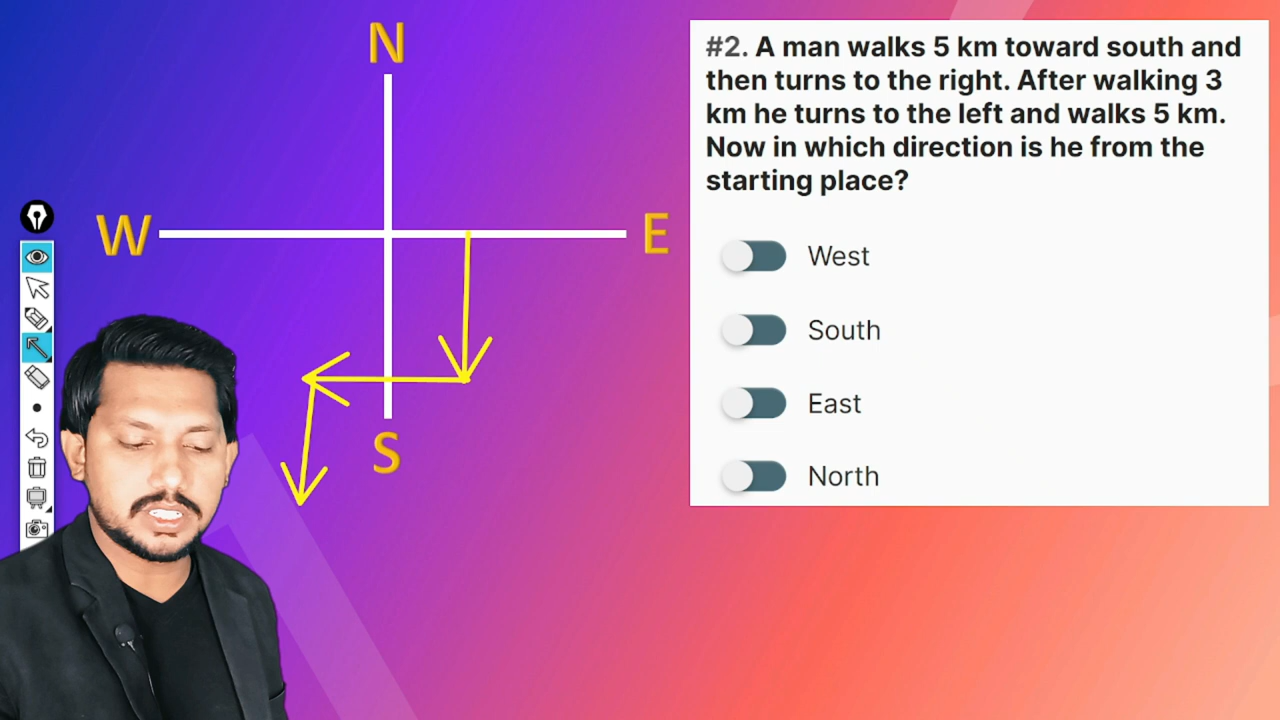 N
W
E
S
#2. A man walks 5 km toward south and
then turns to the right. After walking 3
km he turns to the left and walks 5 km.
Now in which direction is he from the
starting place?
West
South
East
North